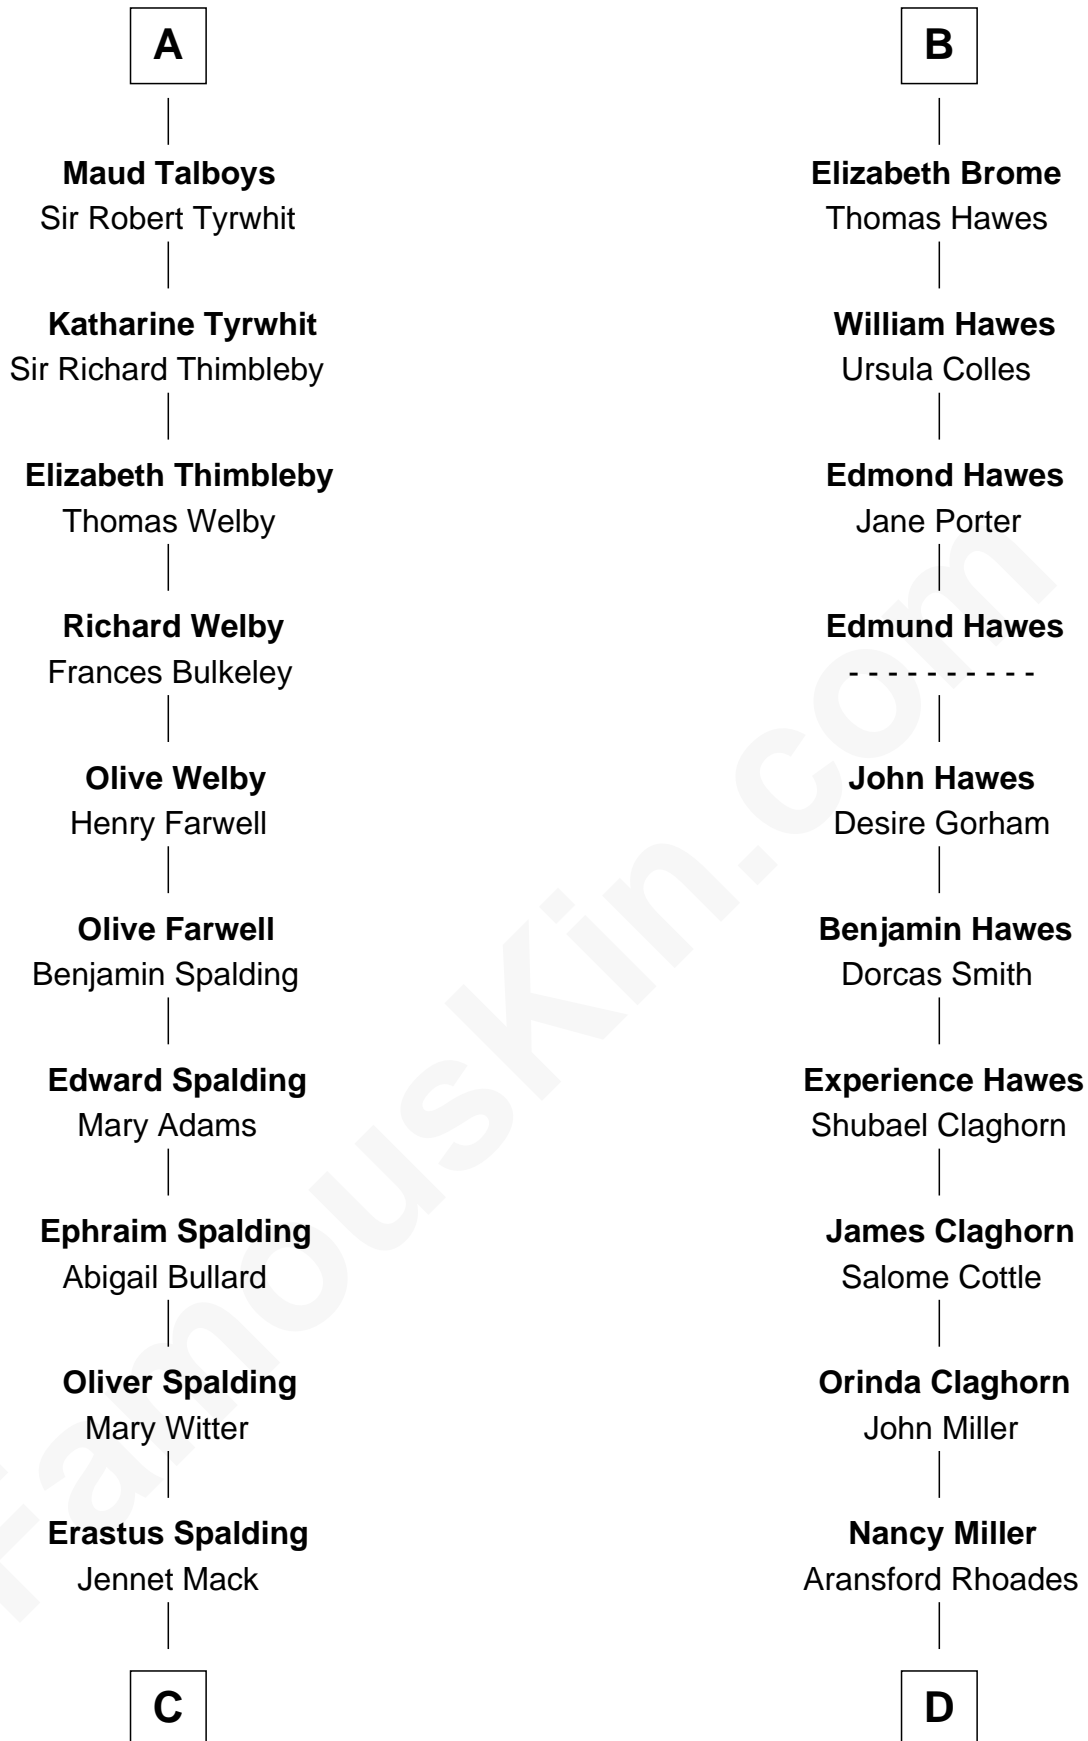 A
Maud Talboys
Sir Robert Tyrwhit
Katharine Tyrwhit
Sir Richard Thimbleby
Elizabeth Thimbleby
Thomas Welby
Richard Welby
Frances Bulkeley
Olive Welby
Henry Farwell
Olive Farwell
Benjamin Spalding
Edward Spalding
Mary Adams
Ephraim Spalding
Abigail Bullard
Oliver Spalding
Mary Witter
Erastus Spalding
Jennet Mack
C
B
Elizabeth Brome
Thomas Hawes
William Hawes
Ursula Colles
Edmond Hawes
Jane Porter
Edmund Hawes
- - - - - - - - - -
John Hawes
Desire Gorham
Benjamin Hawes
Dorcas Smith
Experience Hawes
Shubael Claghorn
James Claghorn
Salome Cottle
Orinda Claghorn
John Miller
Nancy Miller
Aransford Rhoades
D
FamousKin.com